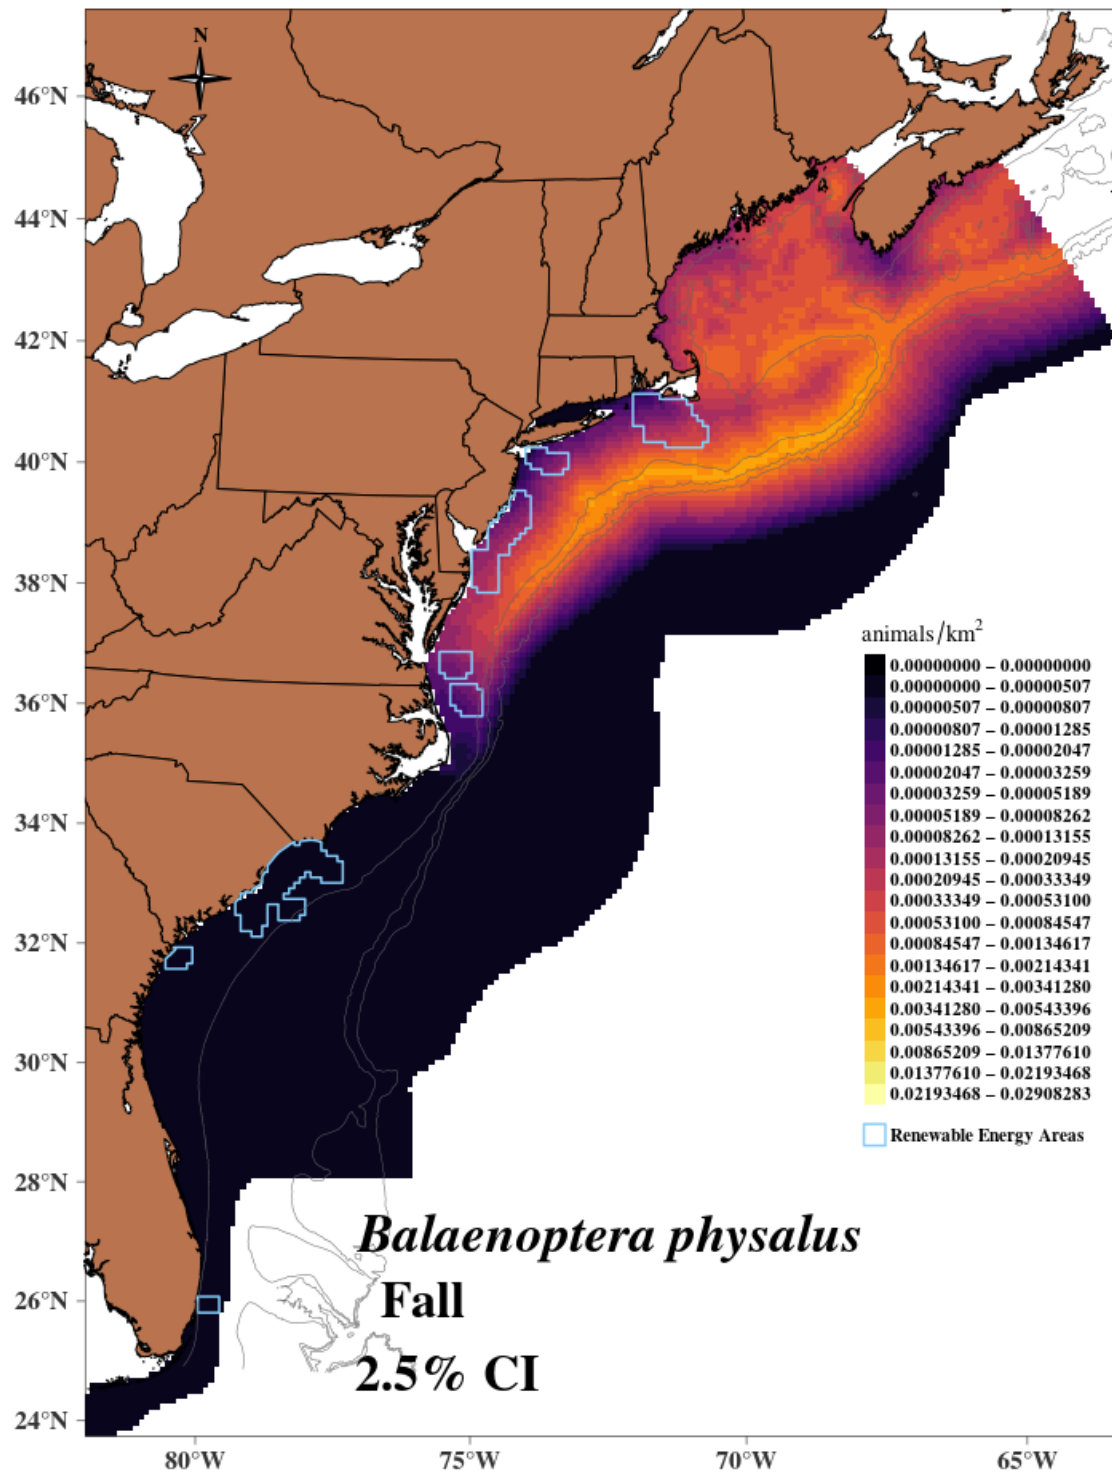 N
46°N
44°N
42°N
40°N
38°N
36°N
34°N
32°N
30°N
28°N
26°N
24°N
80°W
75°W
70°W
65°W
animals/km²
0.00000000 – 0.00000000
0.00000000 – 0.00000507
0.00000507 – 0.00000807
0.00000807 – 0.00001285
0.00001285 – 0.00002047
0.00002047 – 0.00003259
0.00003259 – 0.00005189
0.00005189 – 0.00008262
0.00008262 – 0.00013155
0.00013155 – 0.00020945
0.00020945 – 0.00033349
0.00033349 – 0.00053100
0.00053100 – 0.00084547
0.00084547 – 0.00134617
0.00134617 – 0.00214341
0.00214341 – 0.00341280
0.00341280 – 0.00543396
0.00543396 – 0.00865209
0.00865209 – 0.01377610
0.01377610 – 0.02193468
0.02193468 – 0.02908283
Renewable Energy Areas
Balaenoptera physalus
Fall
2.5% CI